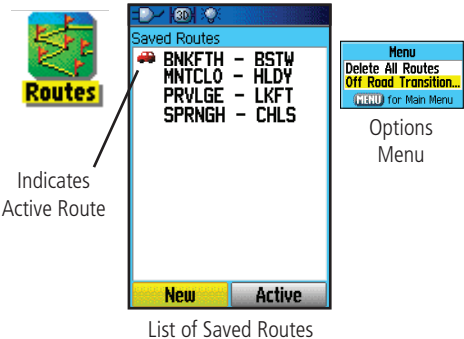 Routes
3D
Saved Routes
BNKFTH - BSTW
MNTCLO - HLDY
PRVLGE - LKFT
SPRNGH - CHLS
New
Active
List of Saved Routes
Indicates
Active Route
Menu
Delete All Routes
Off Road Transition...
MENU for Main Menu
Options
Menu